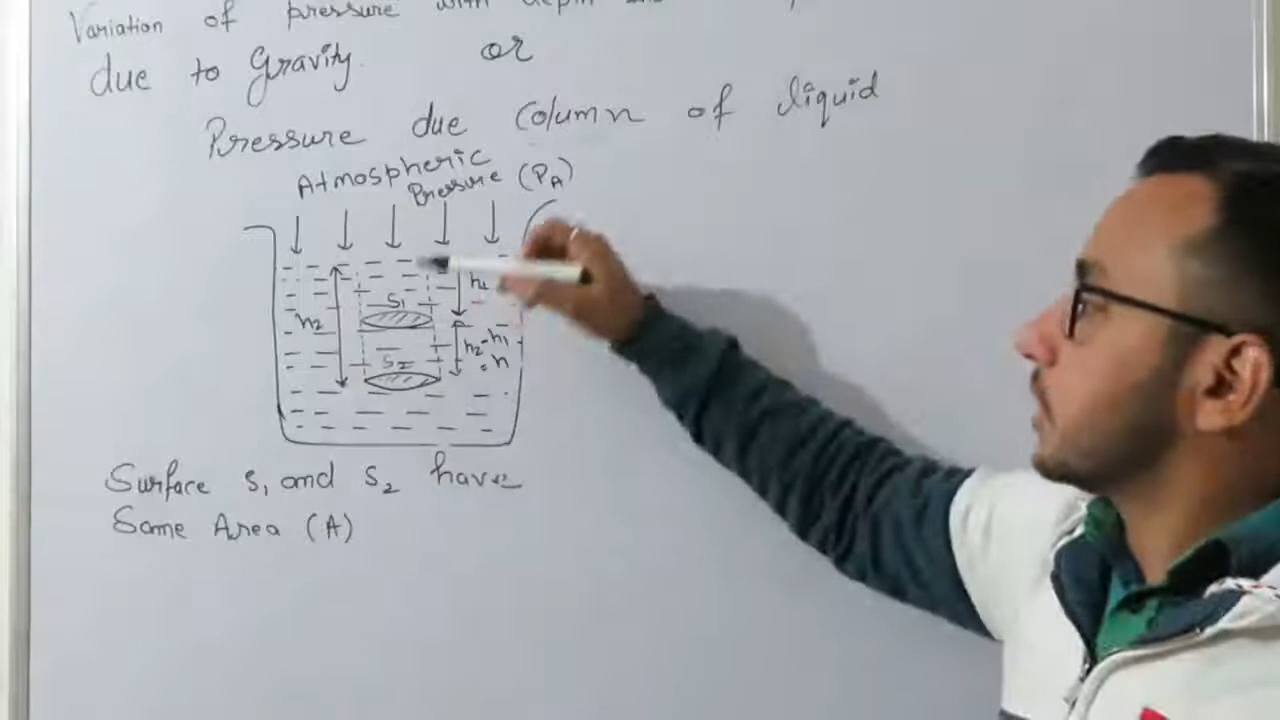 Variation of pressure with depth
due to Gravity. or
Pressure due Column of liquid
Atmospheric
Pressure (PA)
h1
S1
h2
h2-h1
S2
h
Surface S1 and S2 have
Same Area (A)